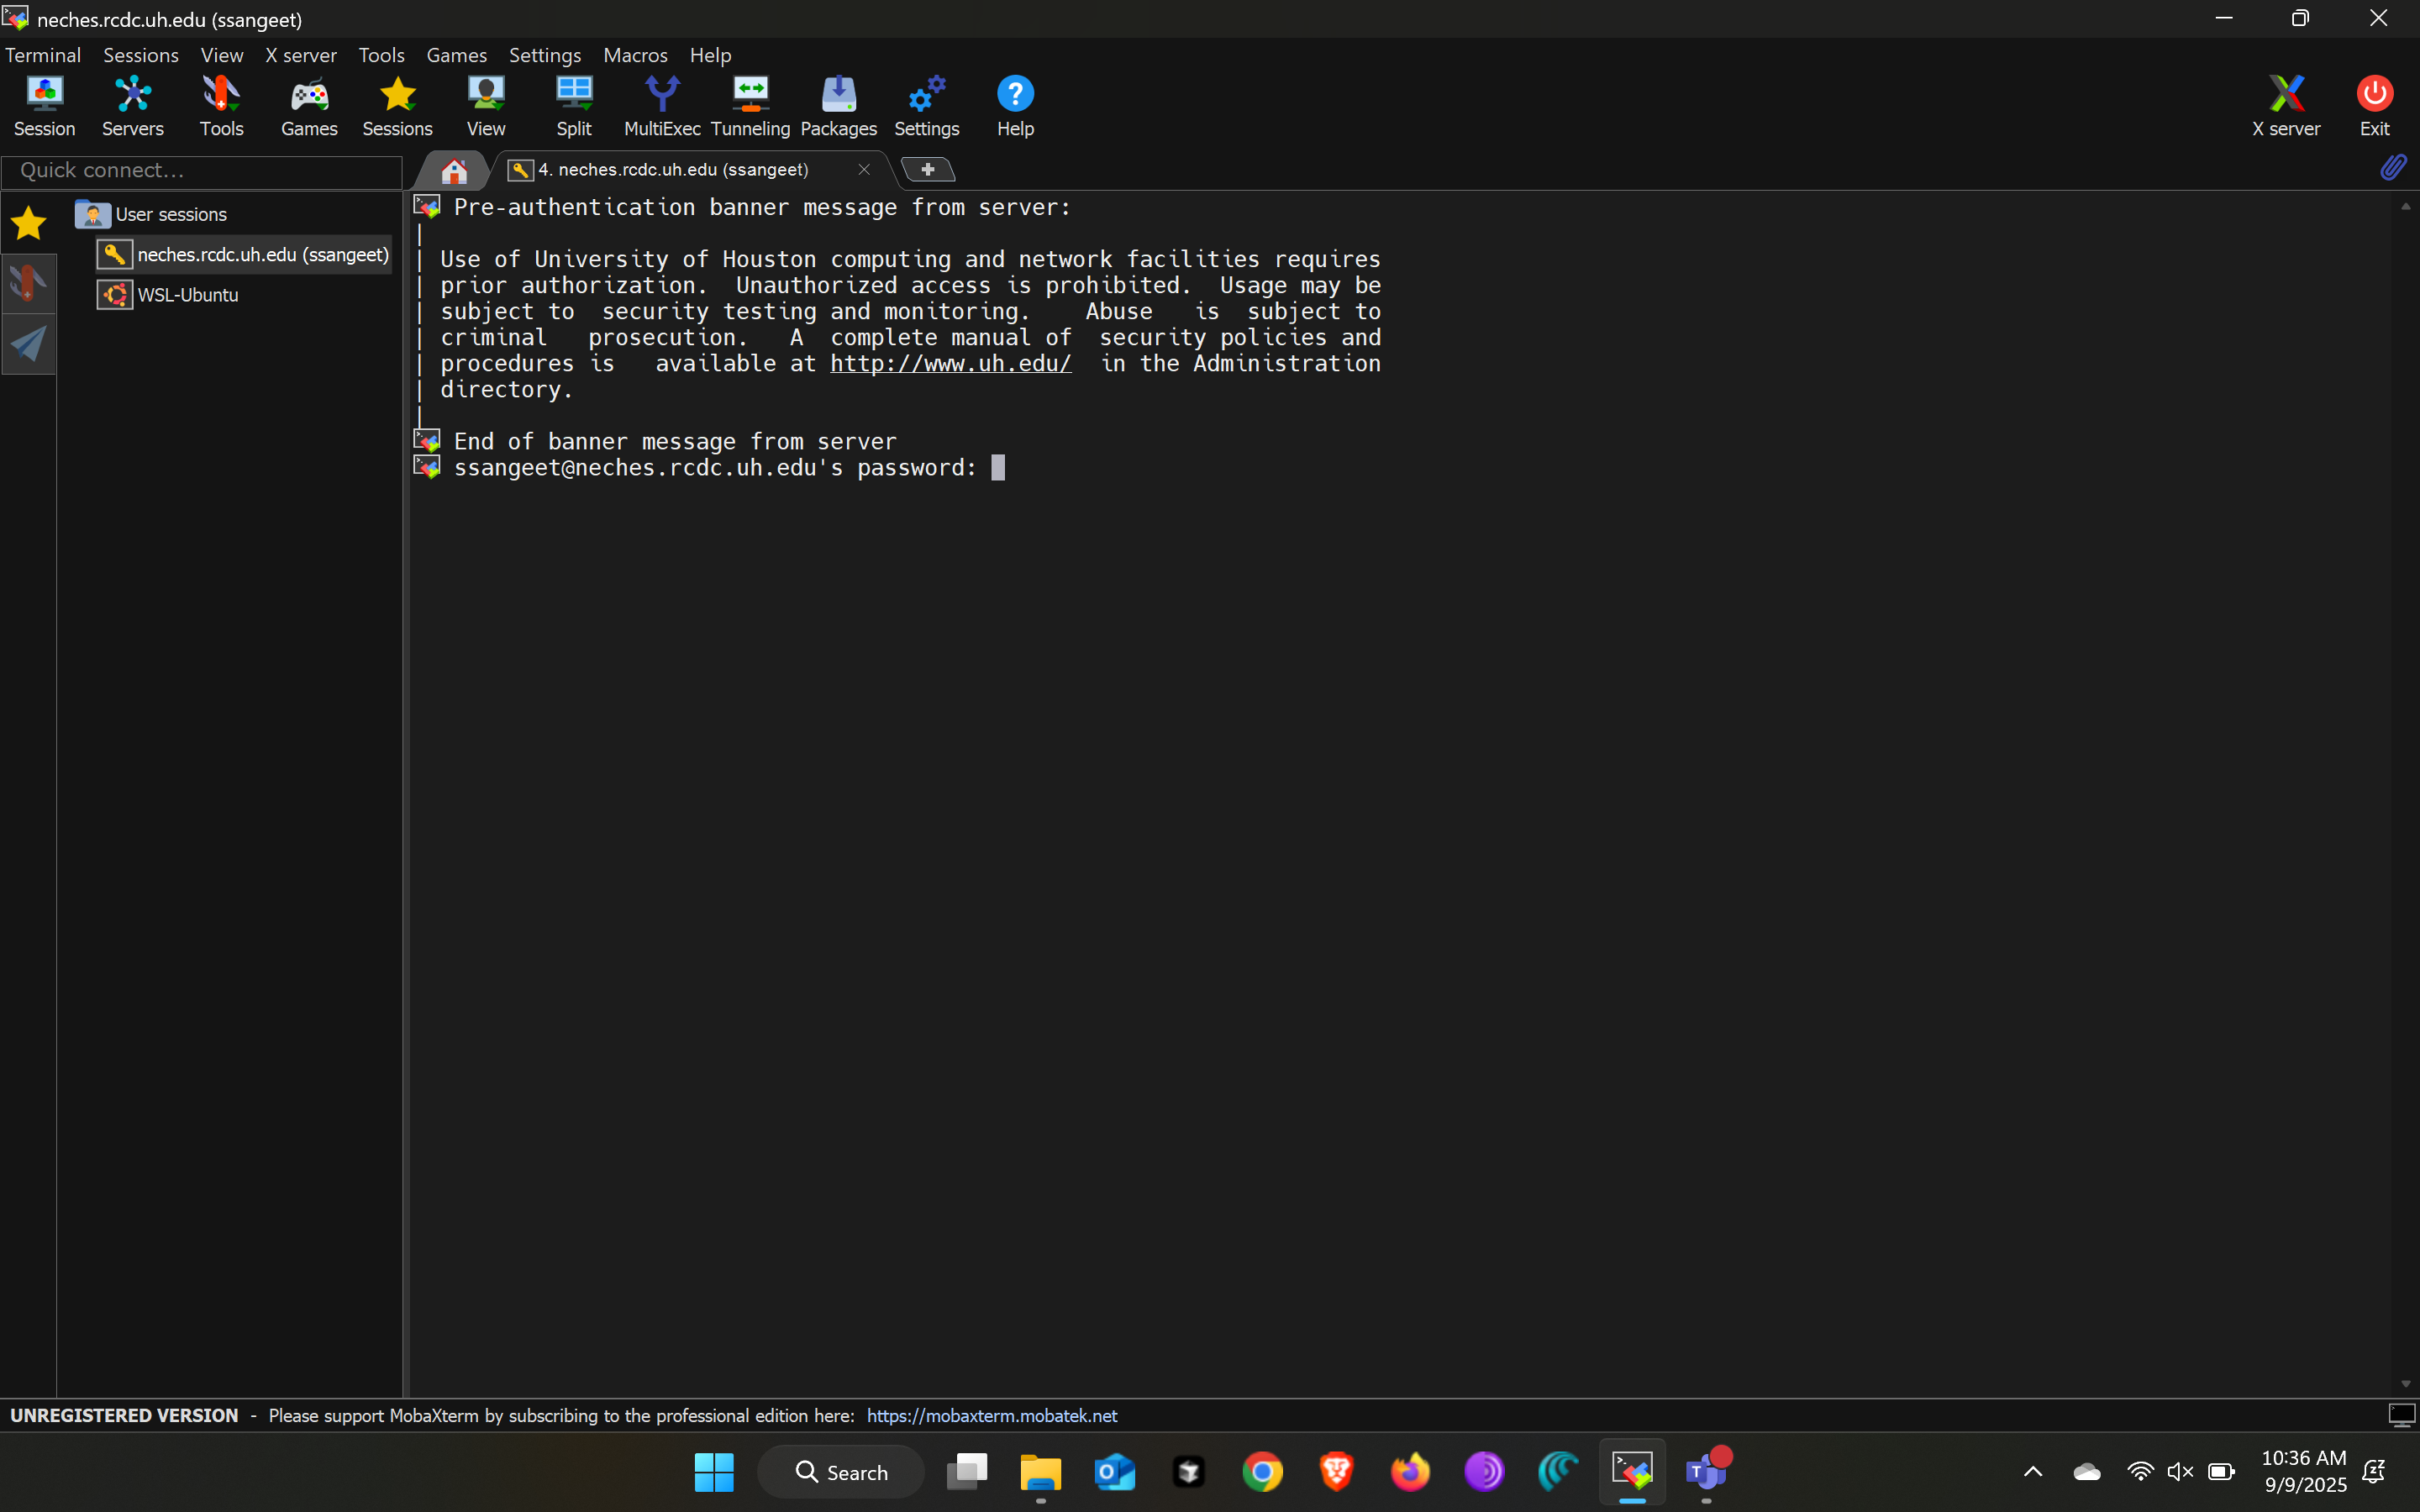 neches.rcdc.uh.edu (ssangeet)
Terminal Sessions View X server Tools Games Settings Macros Help
Session Servers Tools Games Sessions View Split MultiExec Tunneling Packages Settings Help X server Exit
Quick connect...
4. neches.rcdc.uh.edu (ssangeet)
User sessions
neches.rcdc.uh.edu (ssangeet)
WSL-Ubuntu
Pre-authentication banner message from server:
|
| Use of University of Houston computing and network facilities requires
| prior authorization.  Unauthorized access is prohibited.  Usage may be
| subject to  security testing and monitoring.    Abuse   is  subject to
| criminal   prosecution.   A  complete manual of  security policies and
| procedures is   available at http://www.uh.edu/  in the Administration
| directory.
|
End of banner message from server
ssangeet@neches.rcdc.uh.edu's password:
UNREGISTERED VERSION - Please support MobaXterm by subscribing to the professional edition here: https://mobaxterm.mobatek.net
Search
10:36 AM
9/9/2025